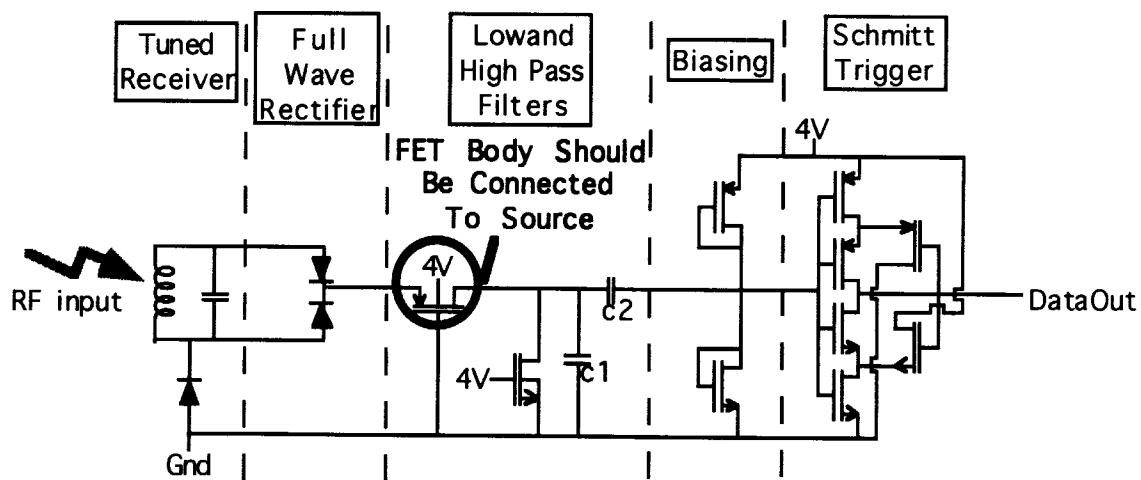 Tuned
Receiver
Full
Wave
Rectifier
Lowand
High Pass
Filters
Biasing
Schmitt
Trigger
FET Body Should
Be Connected
To Source
4V
4V
RF input
c2
c1
4V
DataOut
Gnd